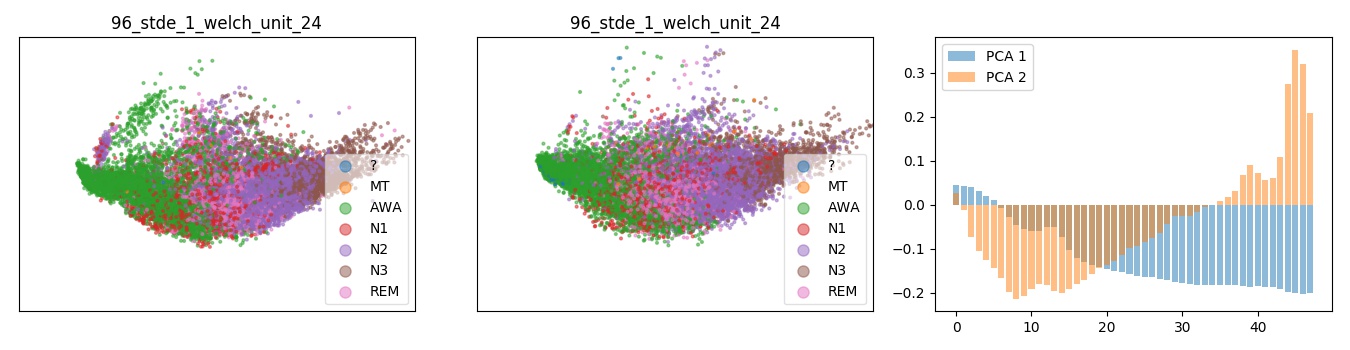 96_stde_1_welch_unit_24
?
MT
AWA
N1
N2
N3
REM
96_stde_1_welch_unit_24
?
MT
AWA
N1
N2
N3
REM
PCA 1
PCA 2
0.3
0.2
0.1
0.0
−0.1
−0.2
0 10 20 30 40